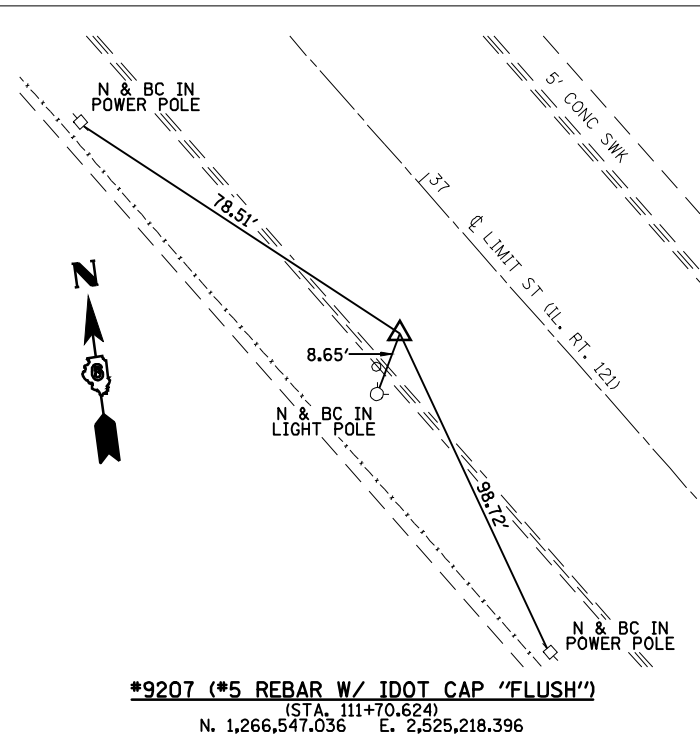 N & BC IN
POWER POLE
5' CONC SWK
37
℄ LIMIT ST (IL. RT. 121)
78.51'
N
6
8.65'
N & BC IN
LIGHT POLE
98.72'
N & BC IN
POWER POLE
#9207 (#5 REBAR W/ IDOT CAP "FLUSH")
(STA. 111+70.624)
N. 1,266,547.036 E. 2,525,218.396